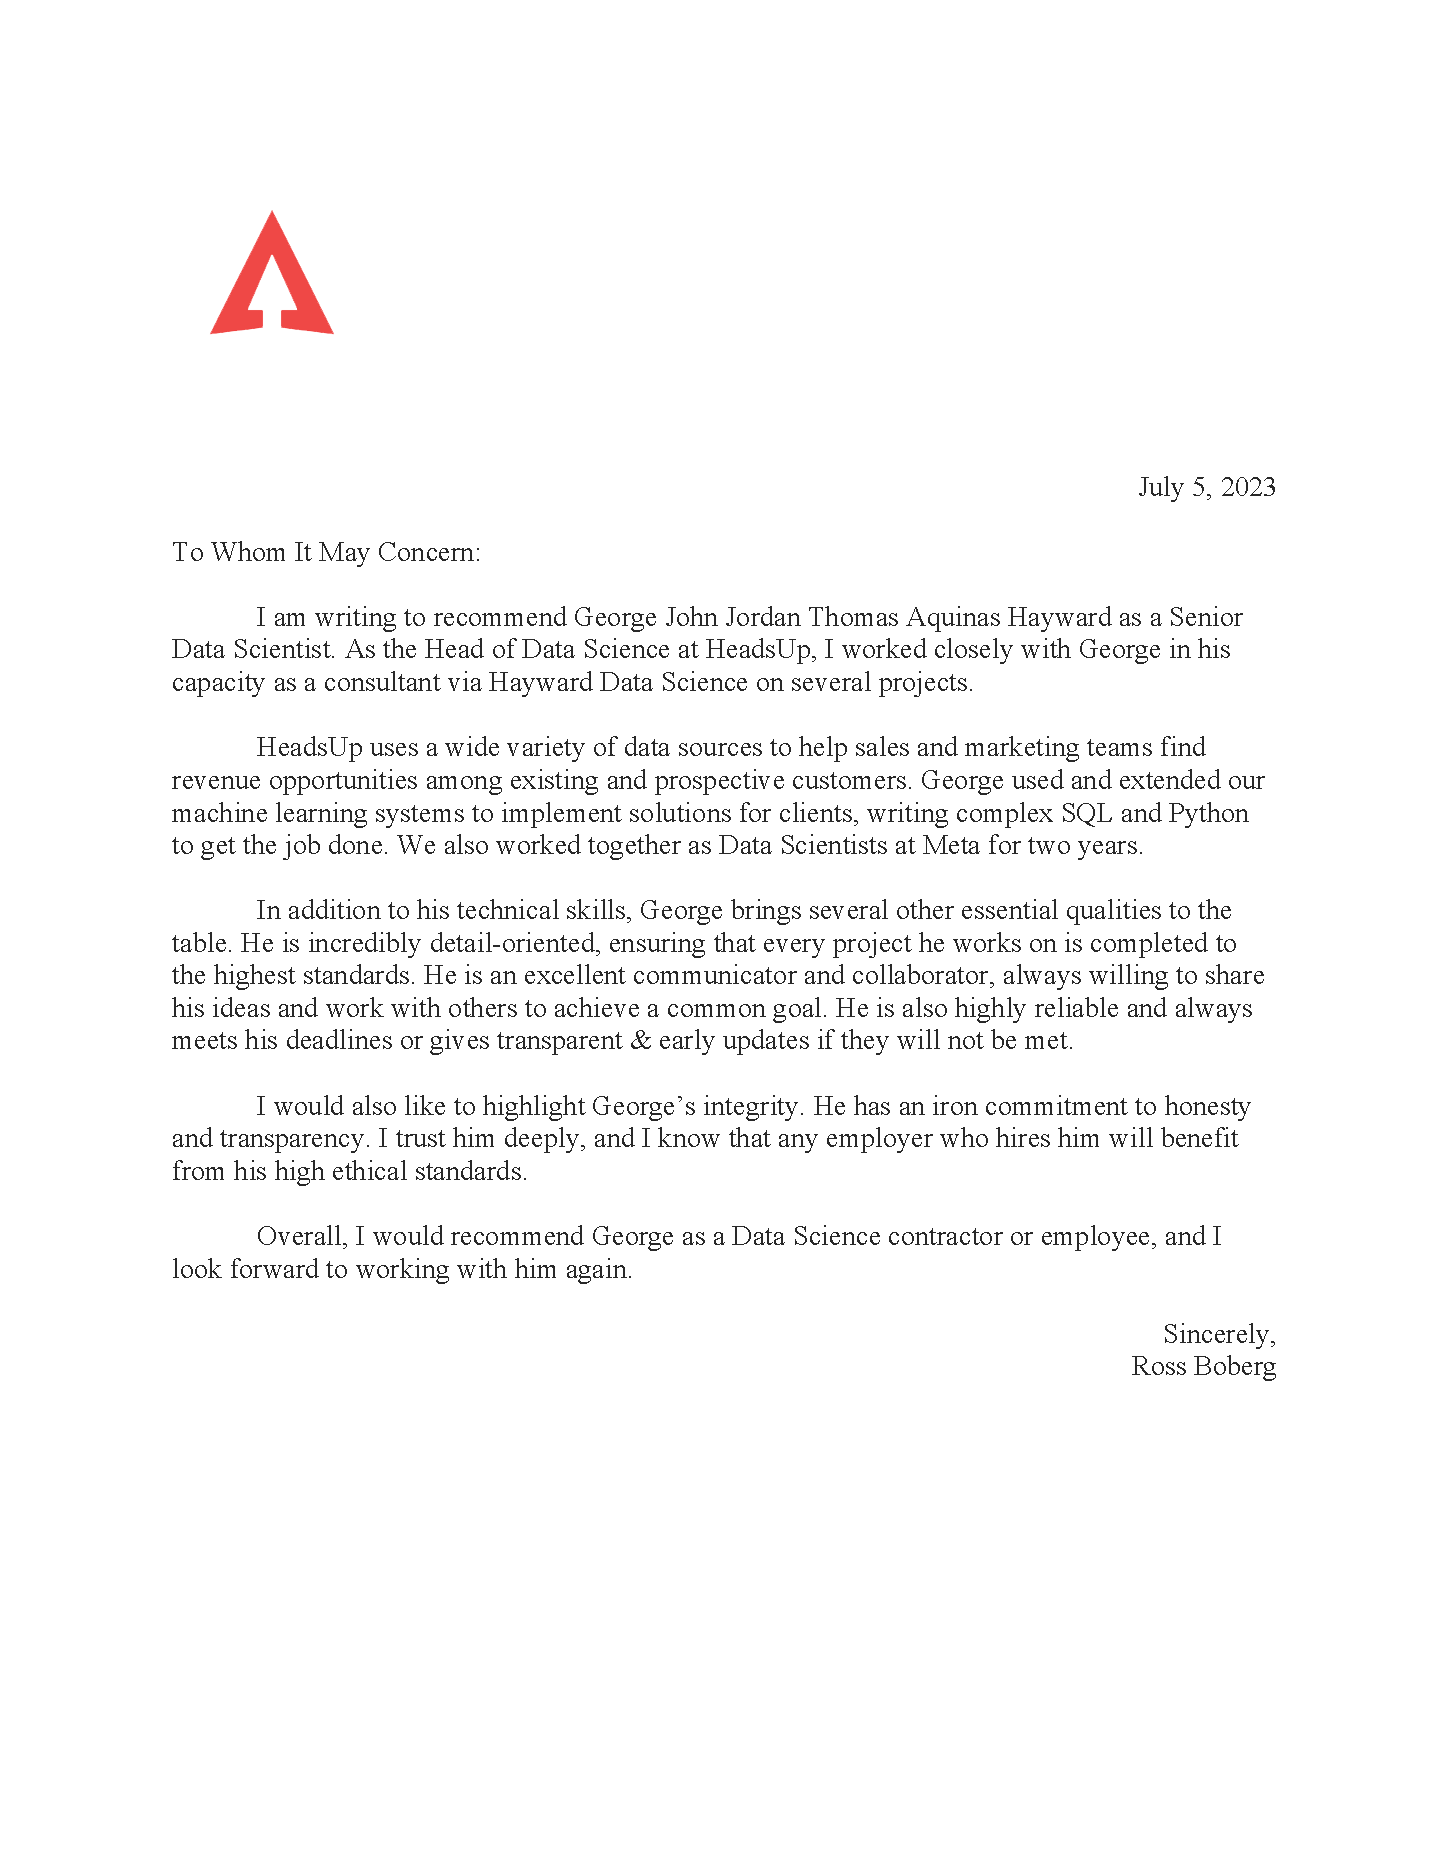 July 5, 2023
To Whom It May Concern:
I am writing to recommend George John Jordan Thomas Aquinas Hayward as a Senior
Data Scientist. As the Head of Data Science at HeadsUp, I worked closely with George in his
capacity as a consultant via Hayward Data Science on several projects.
HeadsUp uses a wide variety of data sources to help sales and marketing teams find
revenue opportunities among existing and prospective customers. George used and extended our
machine learning systems to implement solutions for clients, writing complex SQL and Python
to get the job done. We also worked together as Data Scientists at Meta for two years.
In addition to his technical skills, George brings several other essential qualities to the
table. He is incredibly detail-oriented, ensuring that every project he works on is completed to
the highest standards. He is an excellent communicator and collaborator, always willing to share
his ideas and work with others to achieve a common goal. He is also highly reliable and always
meets his deadlines or gives transparent & early updates if they will not be met.
I would also like to highlight George’s integrity. He has an iron commitment to honesty
and transparency. I trust him deeply, and I know that any employer who hires him will benefit
from his high ethical standards.
Overall, I would recommend George as a Data Science contractor or employee, and I
look forward to working with him again.
Sincerely,
Ross Boberg